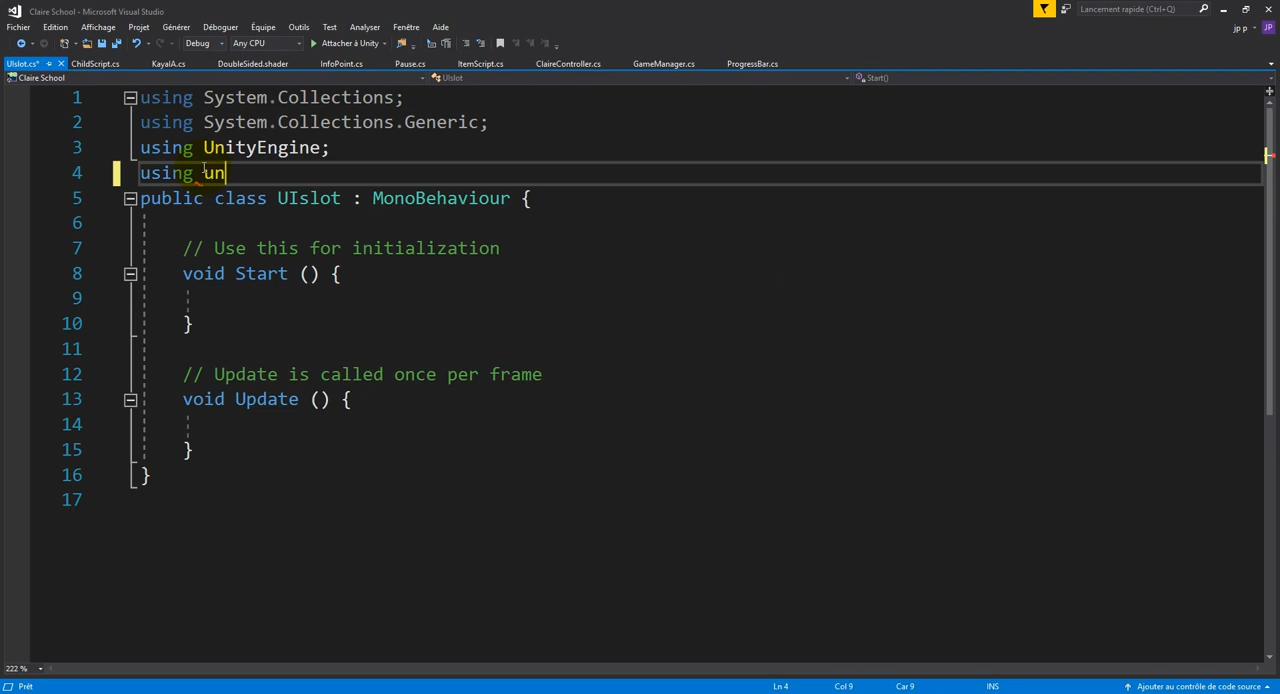 Claire School - Microsoft Visual Studio
Lancement rapide (Ctrl+Q)
Fichier Edition Affichage Projet Générer Déboguer Équipe Outils Test Analyser Fenêtre Aide
jp p JP
Debug Any CPU Attacher à Unity
UIslot.cs* ChildScript.cs KayaIA.cs DoubleSided.shader InfoPoint.cs Pause.cs ItemScript.cs ClaireController.cs GameManager.cs ProgressBar.cs
Claire School UIslot Start()
1 using System.Collections;
2 using System.Collections.Generic;
3 using UnityEngine;
4 using un
5 public class UIslot : MonoBehaviour {
6
7 // Use this for initialization
8 void Start () {
9
10 }
11
12 // Update is called once per frame
13 void Update () {
14
15 }
16 }
17
222 %
Prêt Ln 4 Col 9 Car 9 INS Ajouter au contrôle de code source